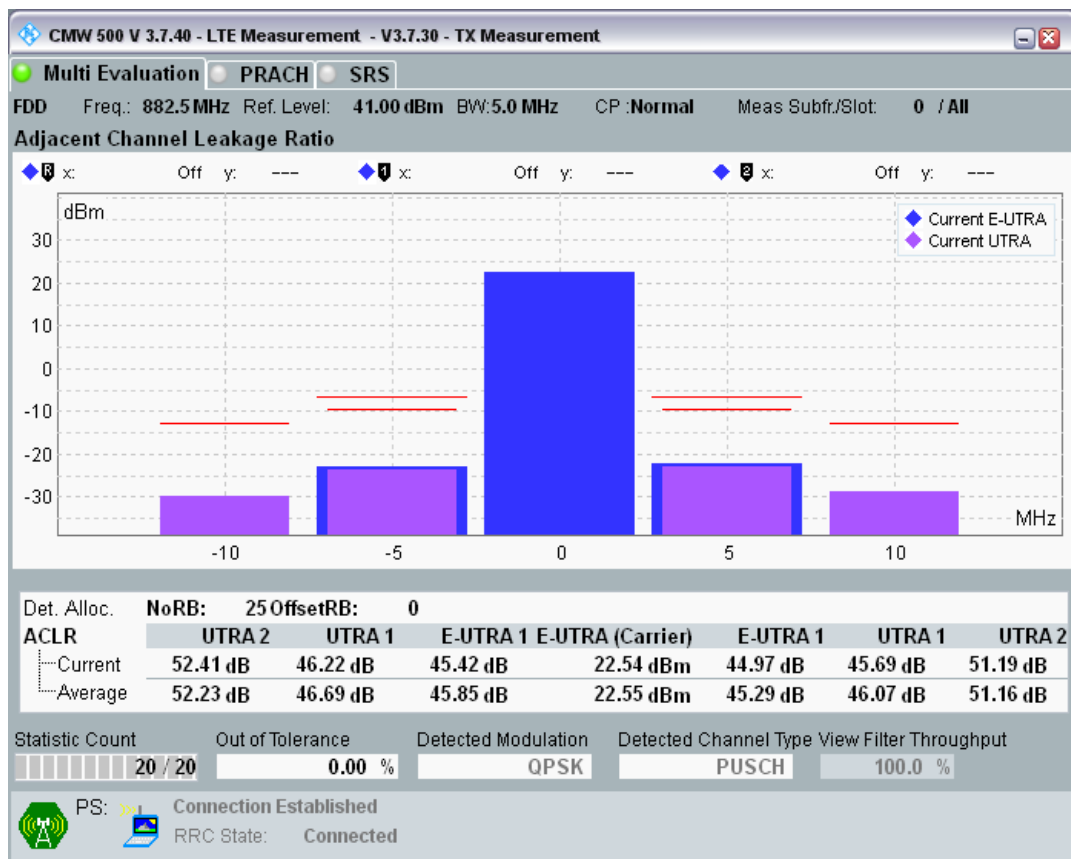 CMW 500 V 3.7.40 - LTE Measurement - V3.7.30 - TX Measurement
Multi Evaluation PRACH SRS
FDD Freq.: 882.5 MHz Ref. Level: 41.00 dBm BW:5.0 MHz CP :Normal Meas Subfr./Slot: 0 / All
Adjacent Channel Leakage Ratio
R x: Off y: --- 1 x: Off y: --- 2 x: Off y: ---
dBm
Current E-UTRA
Current UTRA
30
20
10
0
-10
-20
-30
MHz
-10 -5 0 5 10
Det. Alloc. NoRB: 25 OffsetRB: 0
ACLR UTRA 2 UTRA 1 E-UTRA 1 E-UTRA (Carrier) E-UTRA 1 UTRA 1 UTRA 2
Current 52.41 dB 46.22 dB 45.42 dB 22.54 dBm 44.97 dB 45.69 dB 51.19 dB
Average 52.23 dB 46.69 dB 45.85 dB 22.55 dBm 45.29 dB 46.07 dB 51.16 dB
Statistic Count Out of Tolerance Detected Modulation Detected Channel Type View Filter Throughput
20 / 20 0.00 % QPSK PUSCH 100.0 %
PS: Connection Established
RRC State: Connected